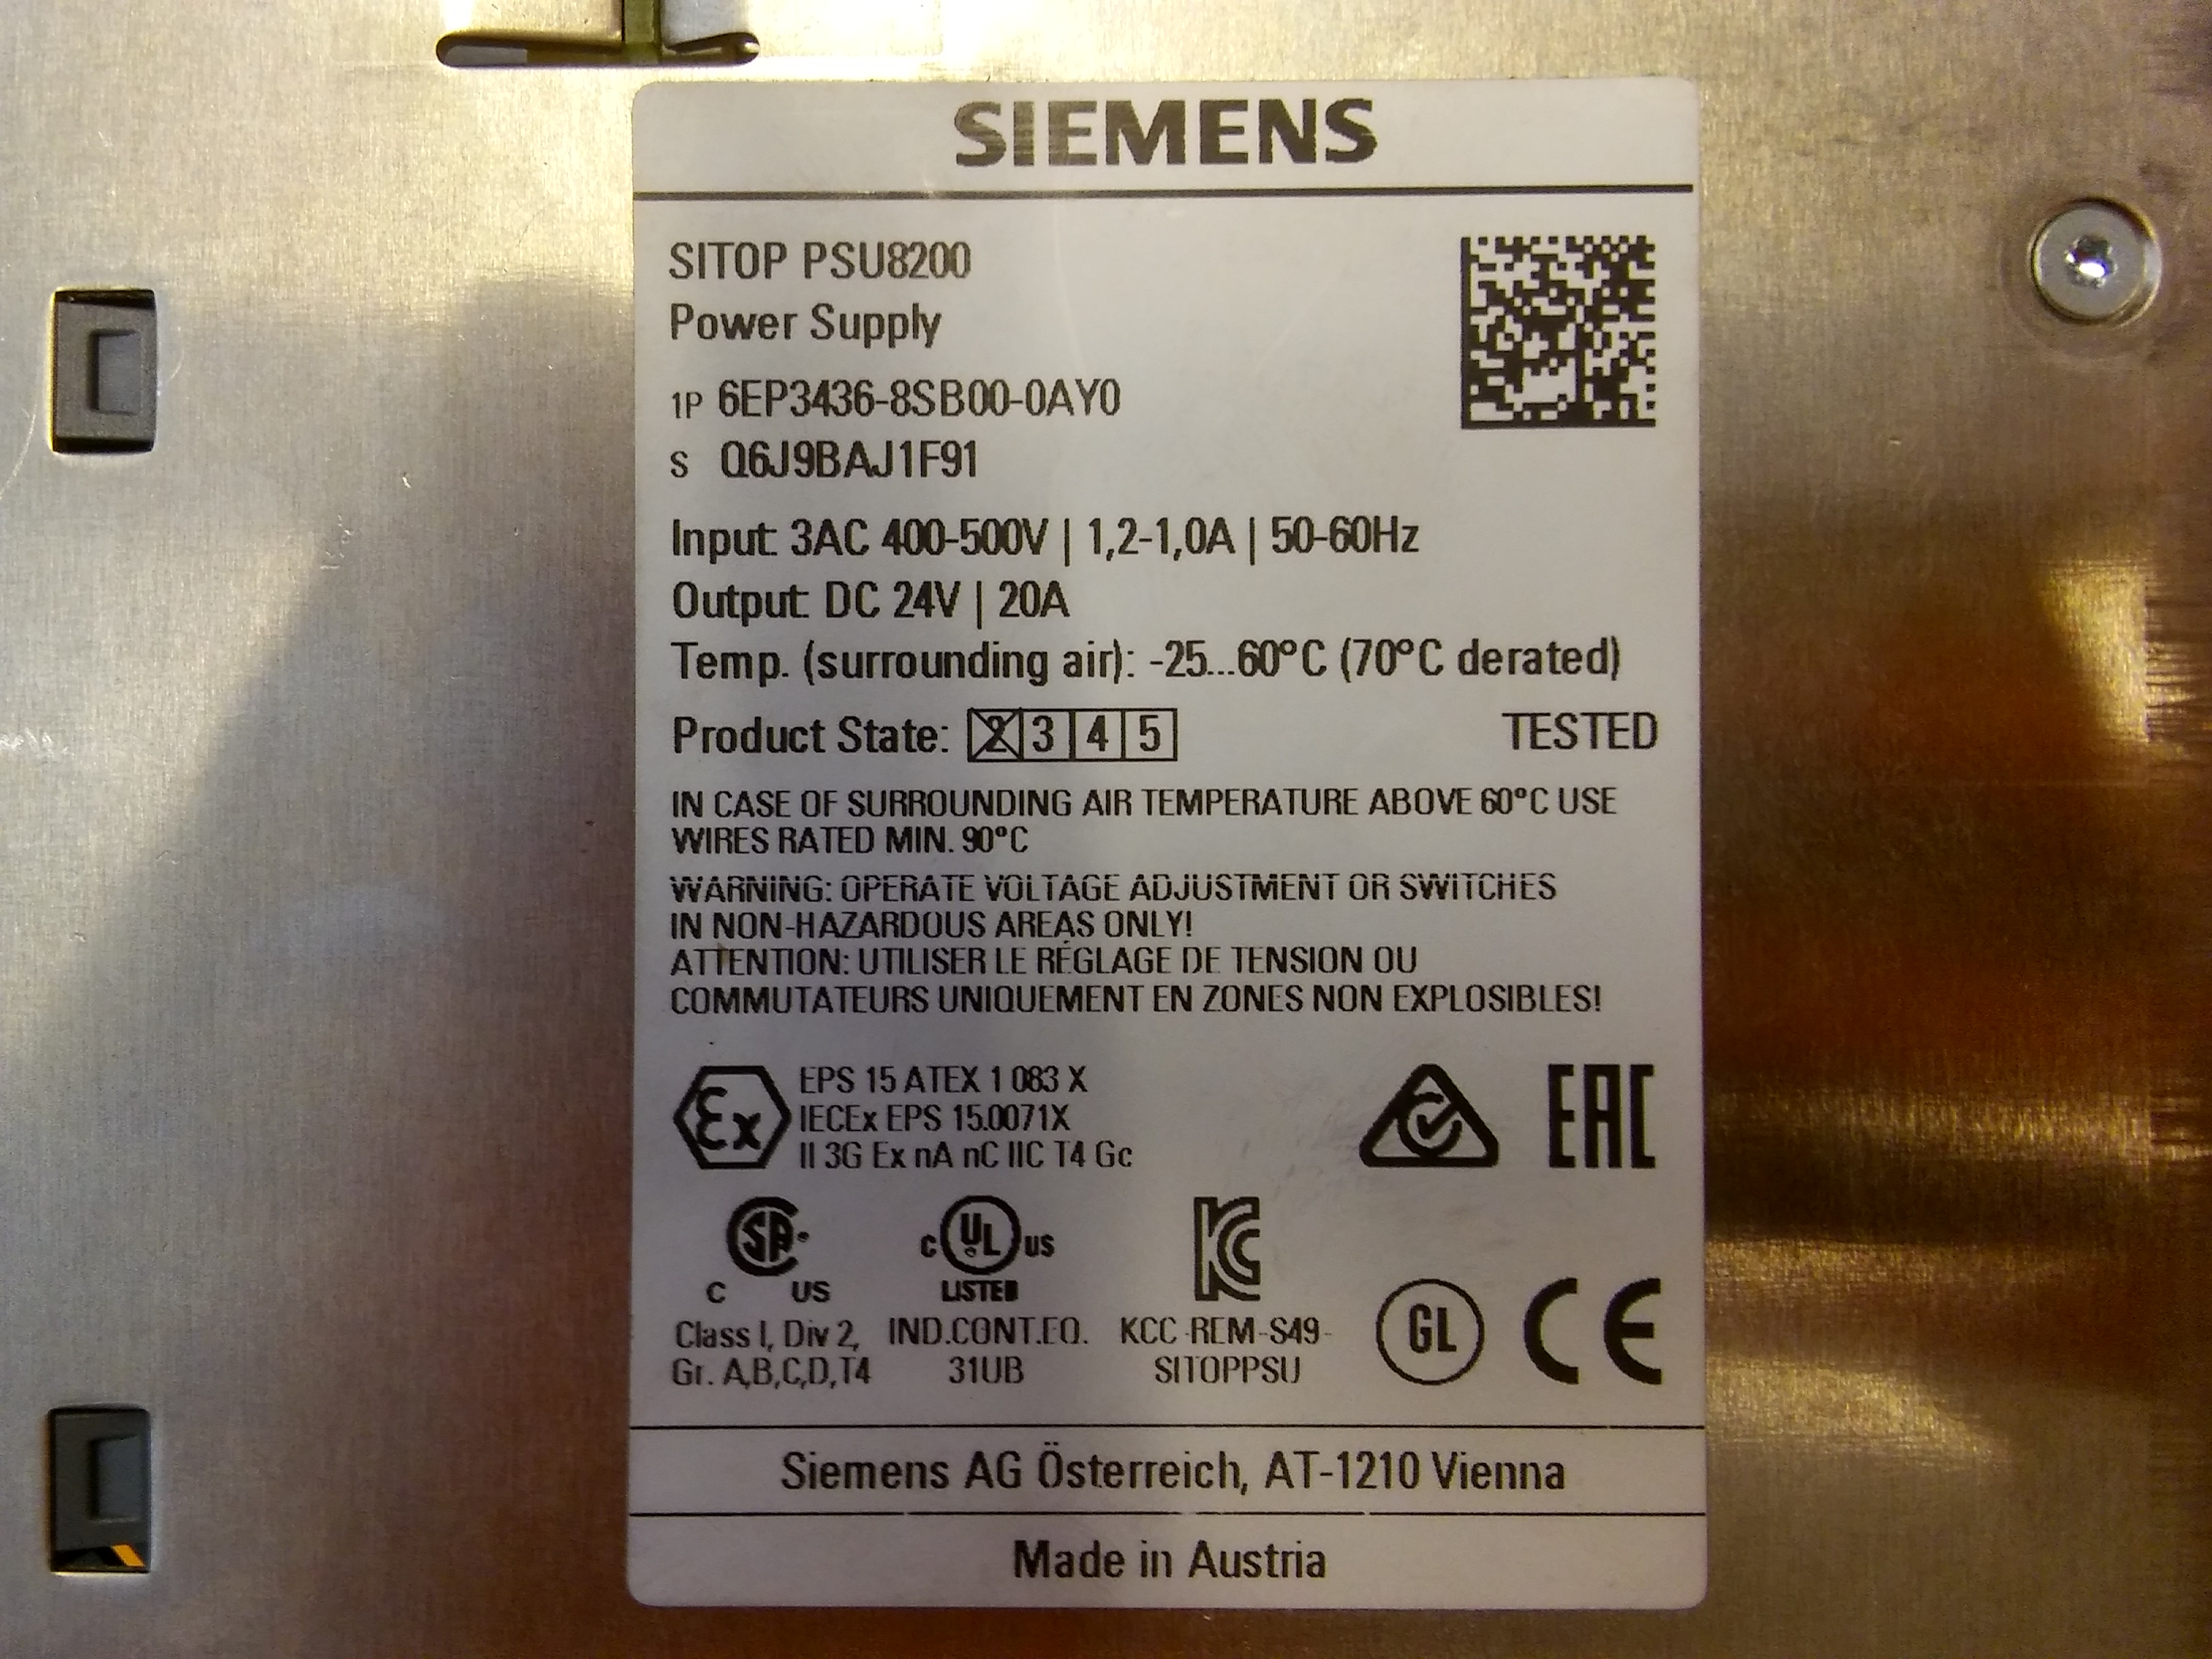 SIEMENS
SITOP PSU8200
Power Supply
1P 6EP3436-8SB00-0AY0
S Q6J9BAJ1F91
Input: 3AC 400-500V | 1,2-1,0A | 50-60Hz
Output: DC 24V | 20A
Temp. (surrounding air): -25...60°C (70°C derated)
Product State: 2 3 4 5 TESTED
IN CASE OF SURROUNDING AIR TEMPERATURE ABOVE 60°C USE
WIRES RATED MIN. 90°C
WARNING: OPERATE VOLTAGE ADJUSTMENT OR SWITCHES
IN NON-HAZARDOUS AREAS ONLY!
ATTENTION: UTILISER LE RÉGLAGE DE TENSION OU
COMMUTATEURS UNIQUEMENT EN ZONES NON EXPLOSIBLES!
Ex EPS 15 ATEX 1 083 X
IECEx EPS 15.0071X
II 3G Ex nA nC IIC T4 Gc
EAC
SA
C US
c UL us
LISTED
KC
Class I, Div 2,
Gr. A,B,C,D,T4
IND.CONT.EQ.
31UB
KCC-REM-S49-
SITOPPSU
GL
CE
Siemens AG Österreich, AT-1210 Vienna
Made in Austria